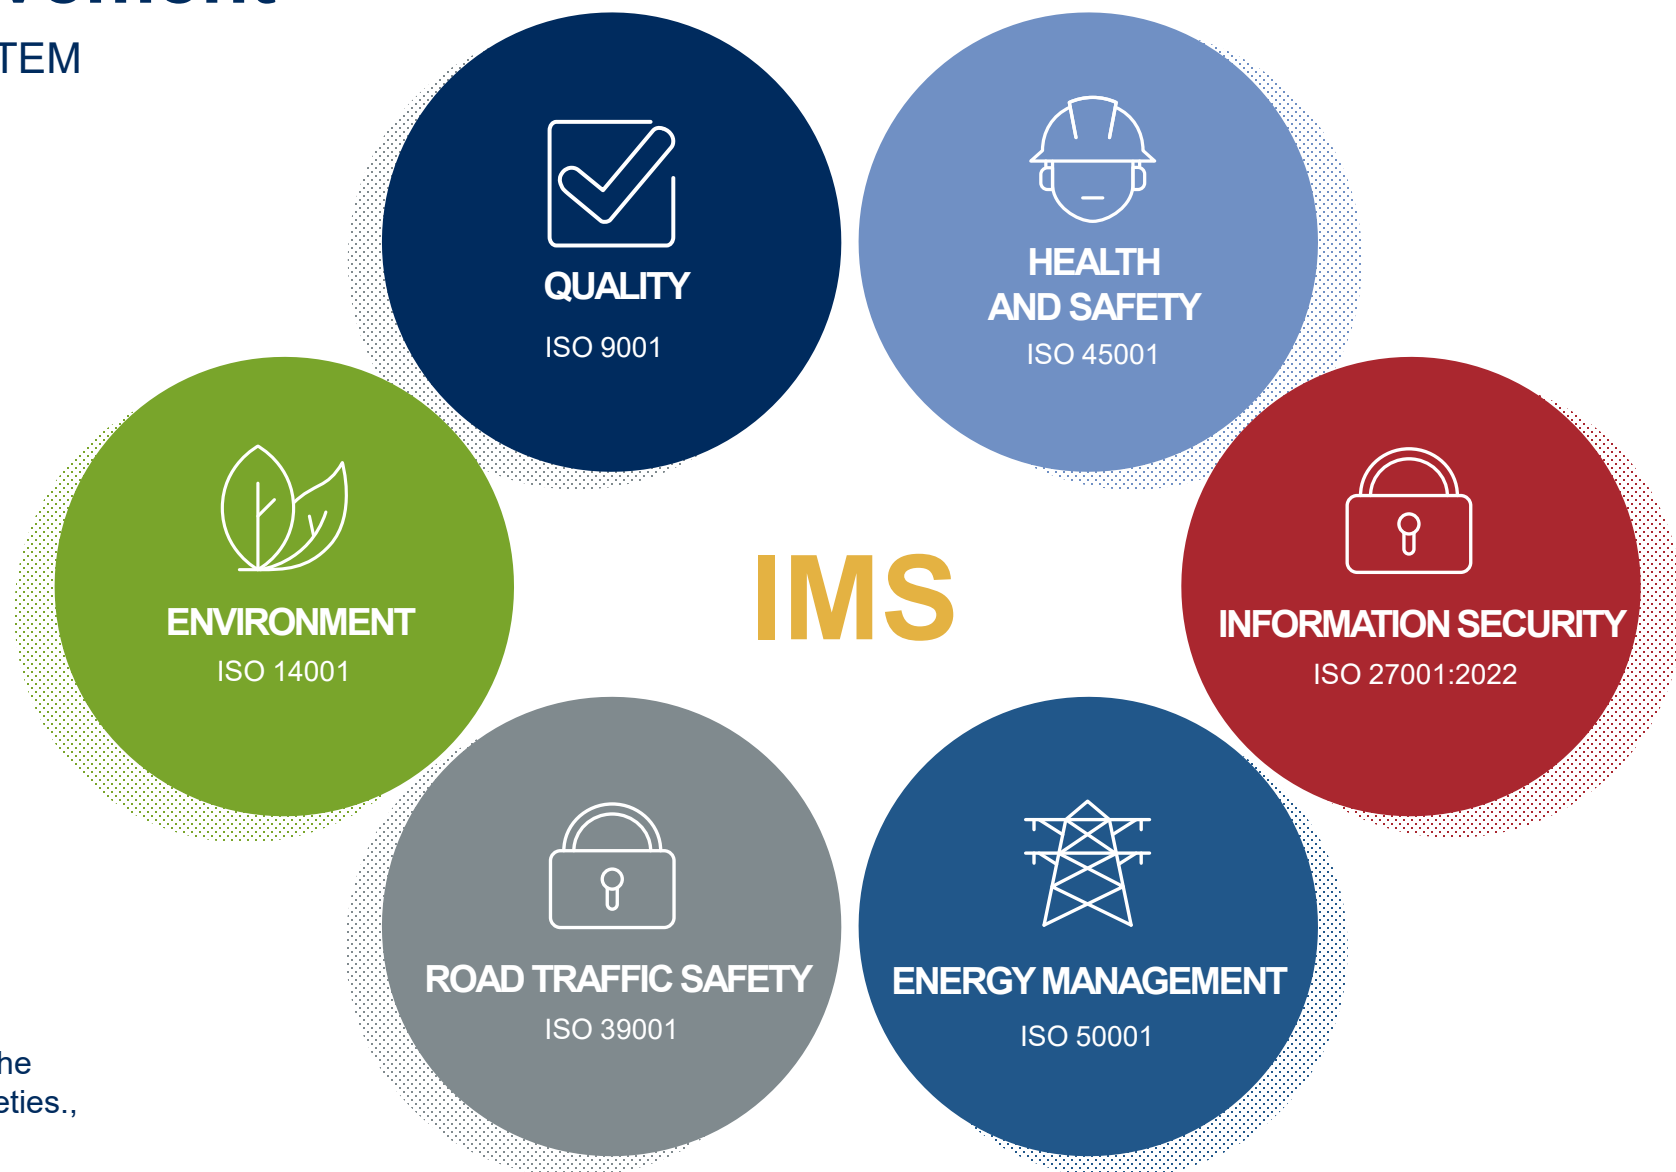 TEM
QUALITY
ISO 9001
HEALTH
AND SAFETY
ISO 45001
ENVIRONMENT
ISO 14001
IMS
INFORMATION SECURITY
ISO 27001:2022
ROAD TRAFFIC SAFETY
ISO 39001
ENERGY MANAGEMENT
ISO 50001
he
eties.,